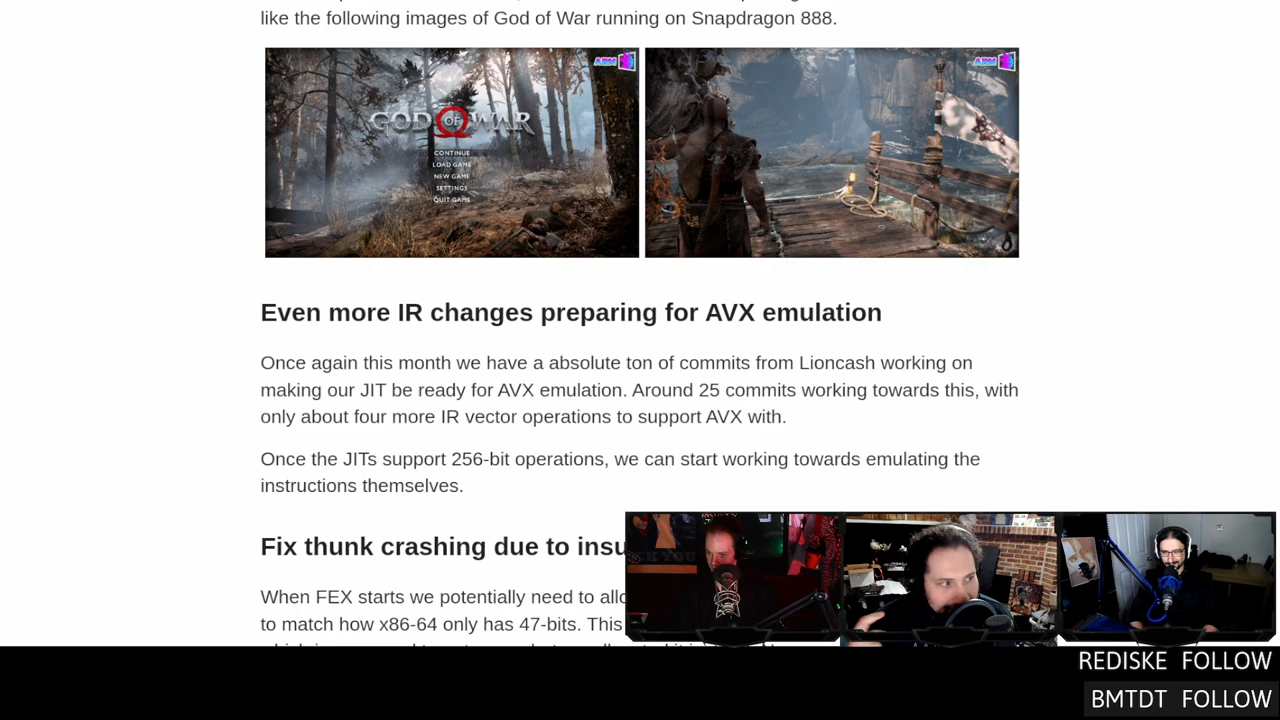 like the following images of God of War running on Snapdragon 888.
ARM
ARM
GOD OF WAR
CONTINUE
LOAD GAME
NEW GAME
SETTINGS
QUIT GAME
Even more IR changes preparing for AVX emulation
Once again this month we have a absolute ton of commits from Lioncash working on
making our JIT be ready for AVX emulation. Around 25 commits working towards this, with
only about four more IR vector operations to support AVX with.
Once the JITs support 256-bit operations, we can start working towards emulating the
instructions themselves.
Fix thunk crashing due to insu
When FEX starts we potentially need to allo
to match how x86-64 only has 47-bits. This
REDISKE FOLLOW
BMTDT FOLLOW